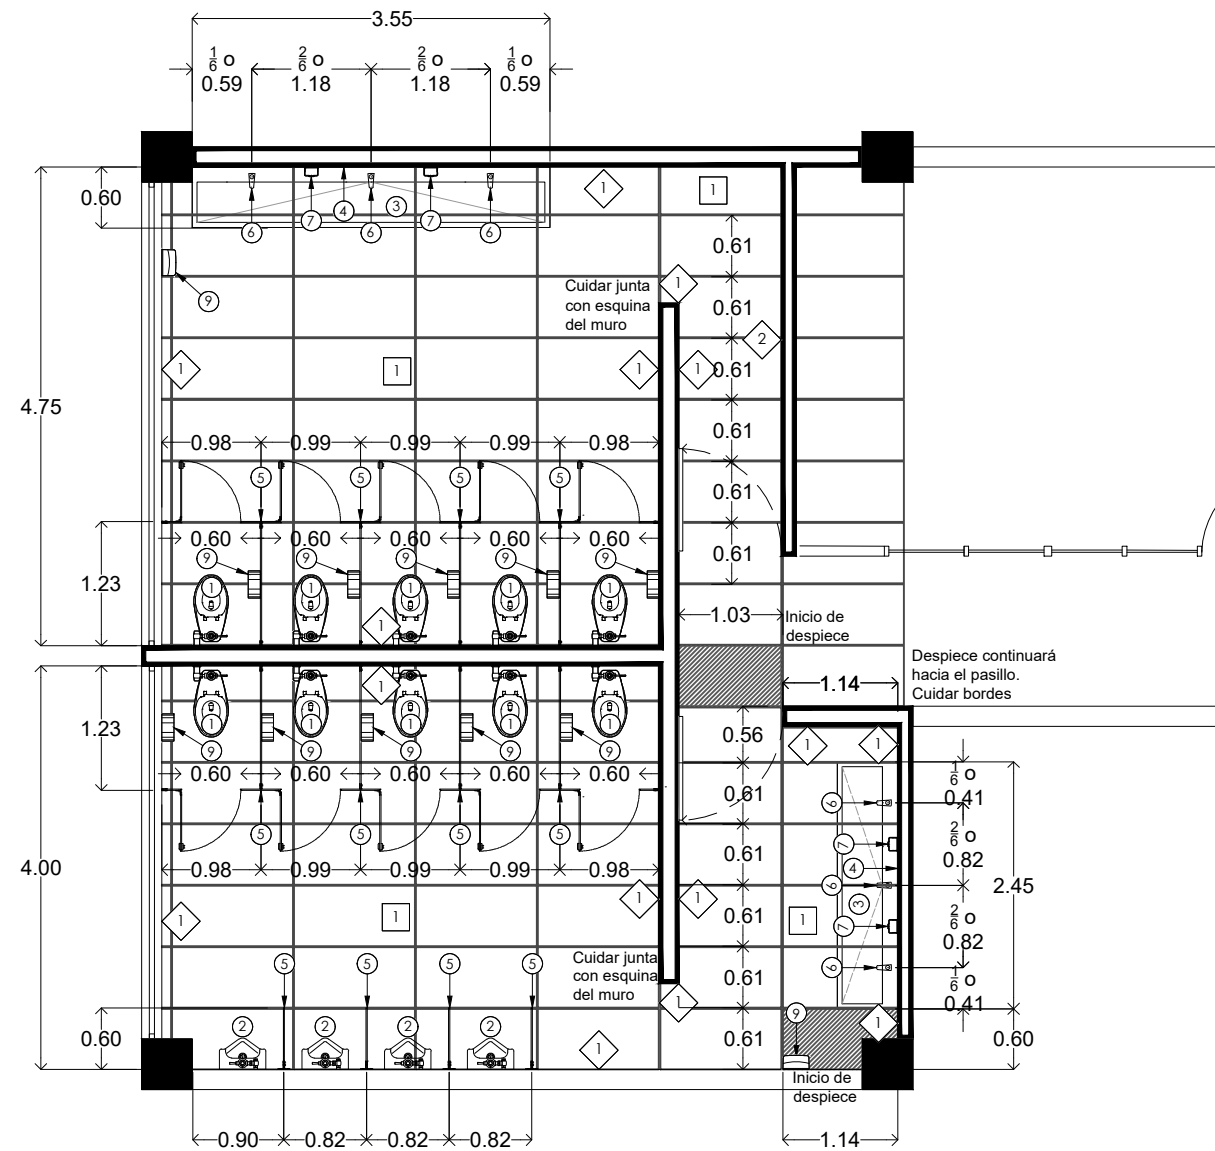 3.55
1/6 o 2/6 o 2/6 o 1/6 o
0.59 1.18 1.18 0.59
0.60
1 1
3
4
7 7
6 6 6
0.61
9
Cuidar junta
con esquina
del muro
1
0.61
2
1 1 1 1
0.61
4.75
0.98 0.99 0.99 0.99 0.98
0.61
5 5 5 5
0.61
0.60 0.60 0.60 0.60 0.60
0.61
9 9 9 9 9
1.23
1 1 1 1 1
1.03
Inicio de
despiece
1
Despiece continuará
hacia el pasillo.
Cuidar bordes
1
1.14
1.23
1 1 1 1 1
0.56
9 9 9 9 9
1 1
0.60 0.60 0.60 0.60 0.60
0.61
1/6 o
0.41
6
5 5 5 5
2/6 o
0.82
7
0.61
4.00
0.98 0.99 0.99 0.99 0.98
4
6
2.45
1 1
3
1 1 1 1
0.61
2/6 o
0.82
7
Cuidar junta
con esquina
del muro
5 5 5 5
0.61
6
1/6 o
0.41
1
9
1
2 2 2 2
0.60
1
0.61
0.60
Inicio de
despiece
0.90 0.82 0.82 0.82
1.14